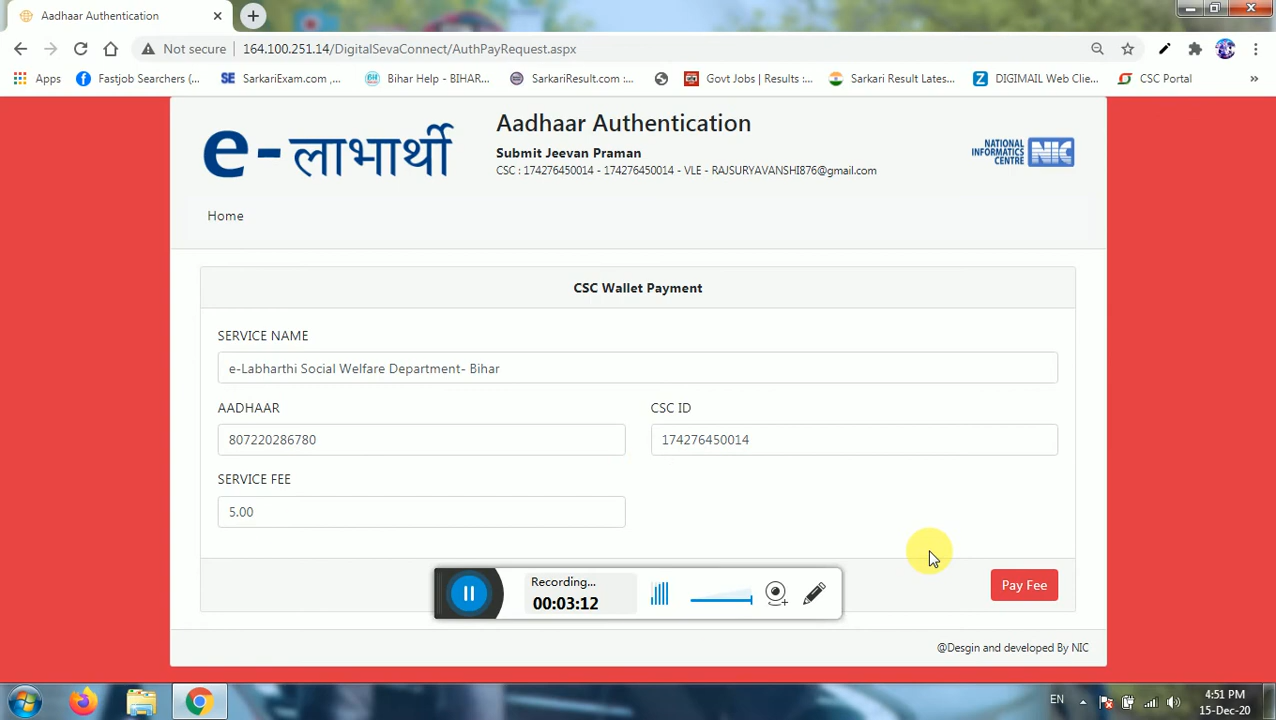 Aadhaar Authentication
Not secure
164.100.251.14/DigitalSevaConnect/AuthPayRequest.aspx
Apps
Fastjob Searchers (...
SE SarkariExam.com ,...
Bihar Help - BIHAR...
SarkariResult.com :...
Govt Jobs | Results :...
Sarkari Result Lates...
Z DIGIMAIL Web Clie...
CSC Portal
»
e-लाभार्थी
Aadhaar Authentication
Submit Jeevan Praman
CSC : 174276450014 - 174276450014 - VLE - RAJSURYAVANSHI876@gmail.com
NATIONAL
INFORMATICS
CENTRE
NIC
Home
CSC Wallet Payment
SERVICE NAME
e-Labharthi Social Welfare Department- Bihar
AADHAAR
CSC ID
807220286780
174276450014
SERVICE FEE
5.00
Recording...
00:03:12
Pay Fee
@Desgin and developed By NIC
EN
4:51 PM
15-Dec-20